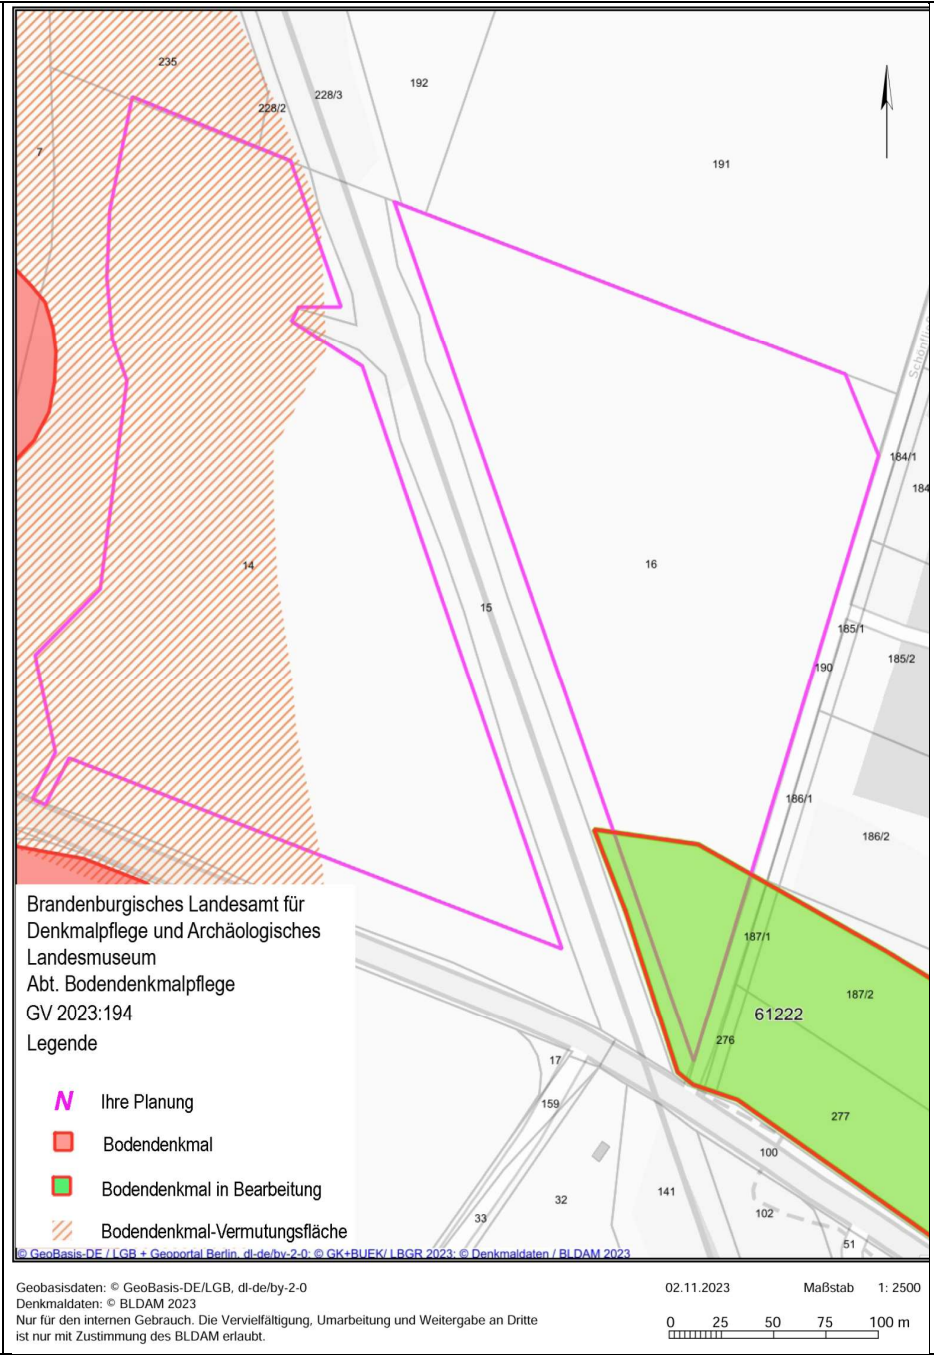 235
228/2
228/3
192
191
7
Schönfließ
184/1
184
14
16
15
185/1
185/2
190
186/1
186/2
187/1
187/2
61222
276
277
17
159
100
32
141
102
33
51
Brandenburgisches Landesamt für
Denkmalpflege und Archäologisches
Landesmuseum
Abt. Bodendenkmalpflege
GV 2023:194
Legende
N Ihre Planung
Bodendenkmal
Bodendenkmal in Bearbeitung
Bodendenkmal-Vermutungsfläche
© GeoBasis-DE/ LGB + Geoportal Berlin, dl-de/by-2-0; © GK+BUEK/ LBGR 2023; © Denkmaldaten / BLDAM 2023
Geobasisdaten: © GeoBasis-DE/LGB, dl-de/by-2-0
Denkmaldaten: © BLDAM 2023
Nur für den internen Gebrauch. Die Vervielfältigung, Umarbeitung und Weitergabe an Dritte
ist nur mit Zustimmung des BLDAM erlaubt.
02.11.2023 Maßstab 1: 2500
0 25 50 75 100 m